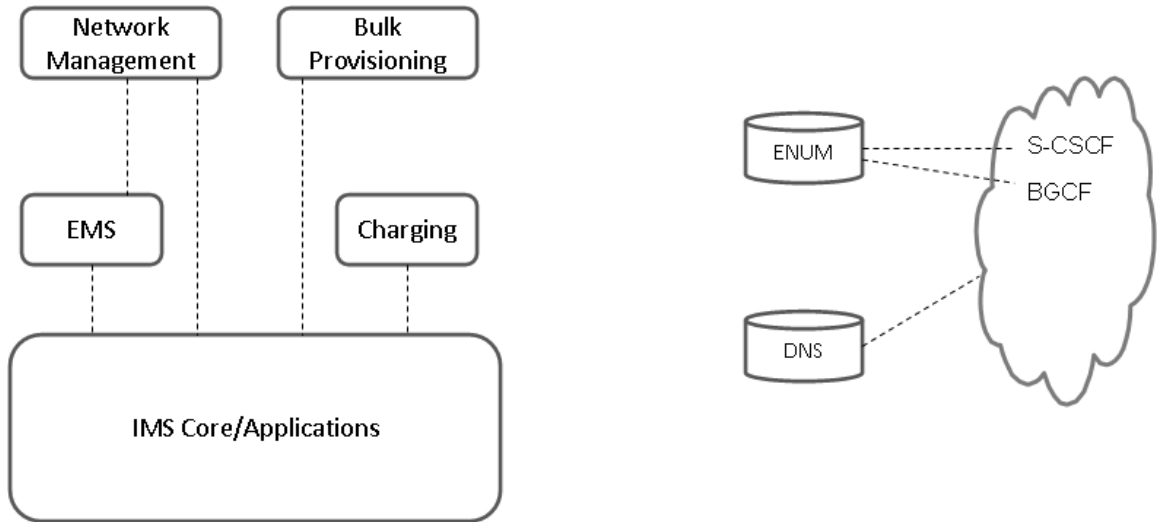 Network
Management
Bulk
Provisioning
EMS
Charging
IMS Core/Applications
ENUM
S-CSCF
BGCF
DNS